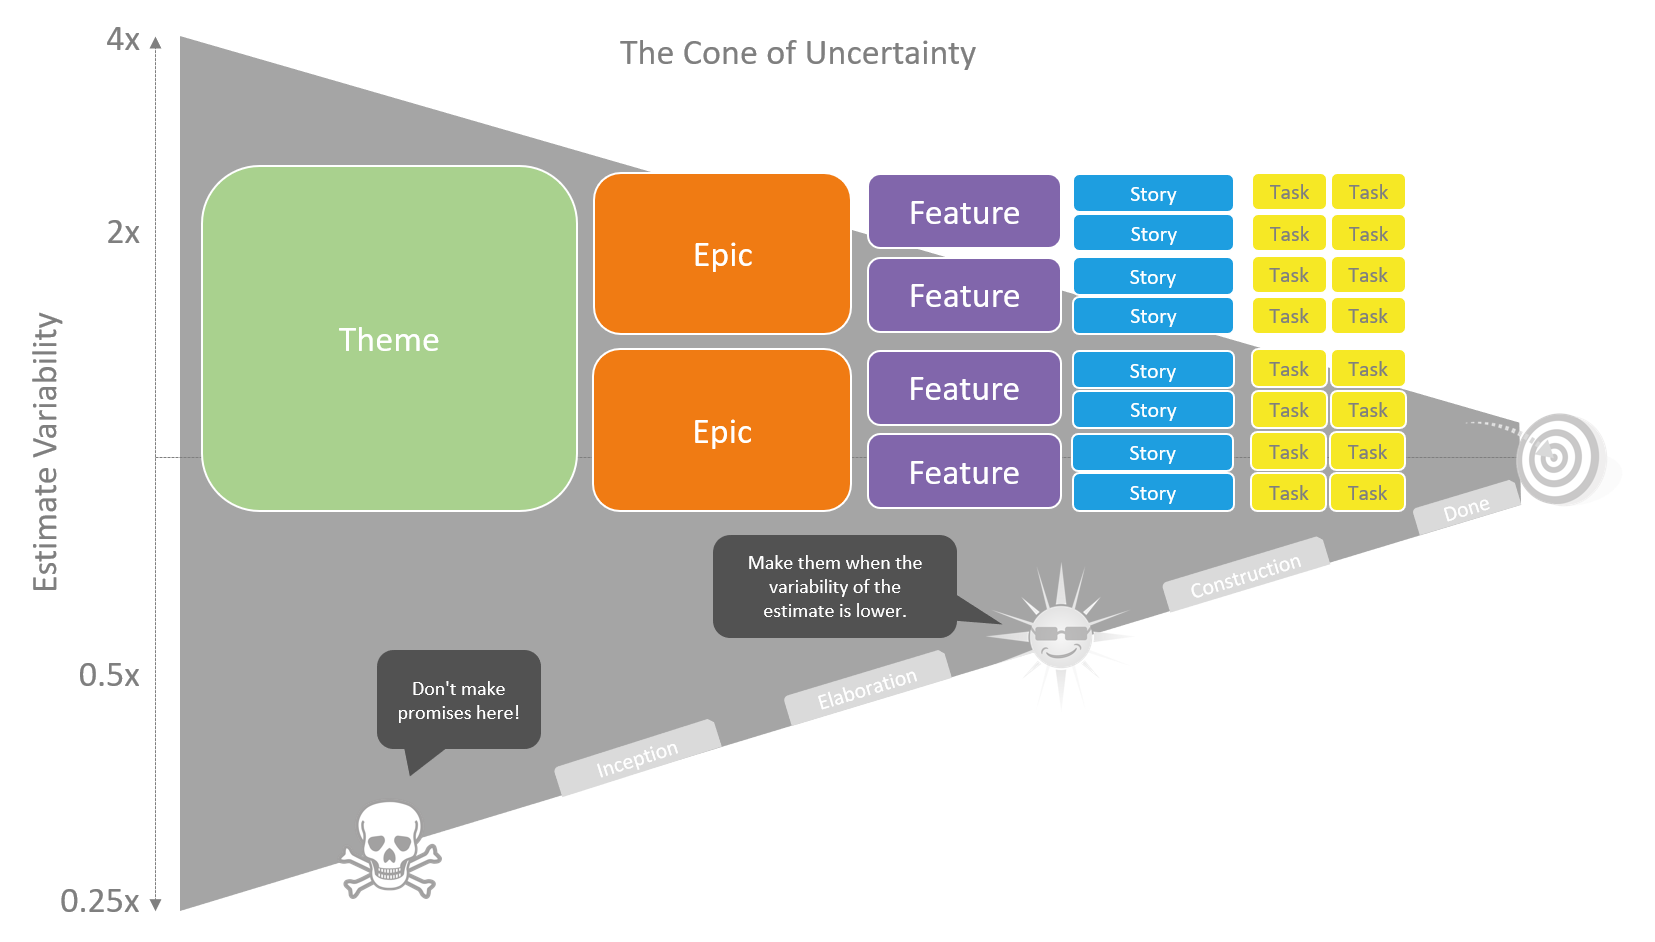 The Cone of Uncertainty
4x
2x
0.5x
0.25x
Estimate Variability
Theme
Epic
Epic
Feature
Feature
Feature
Feature
Story
Story
Story
Story
Story
Story
Story
Story
Task Task
Task Task
Task Task
Task Task
Task Task
Task Task
Task Task
Task Task
Don't make
promises here!
Make them when the
variability of the
estimate is lower.
Inception
Elaboration
Construction
Done